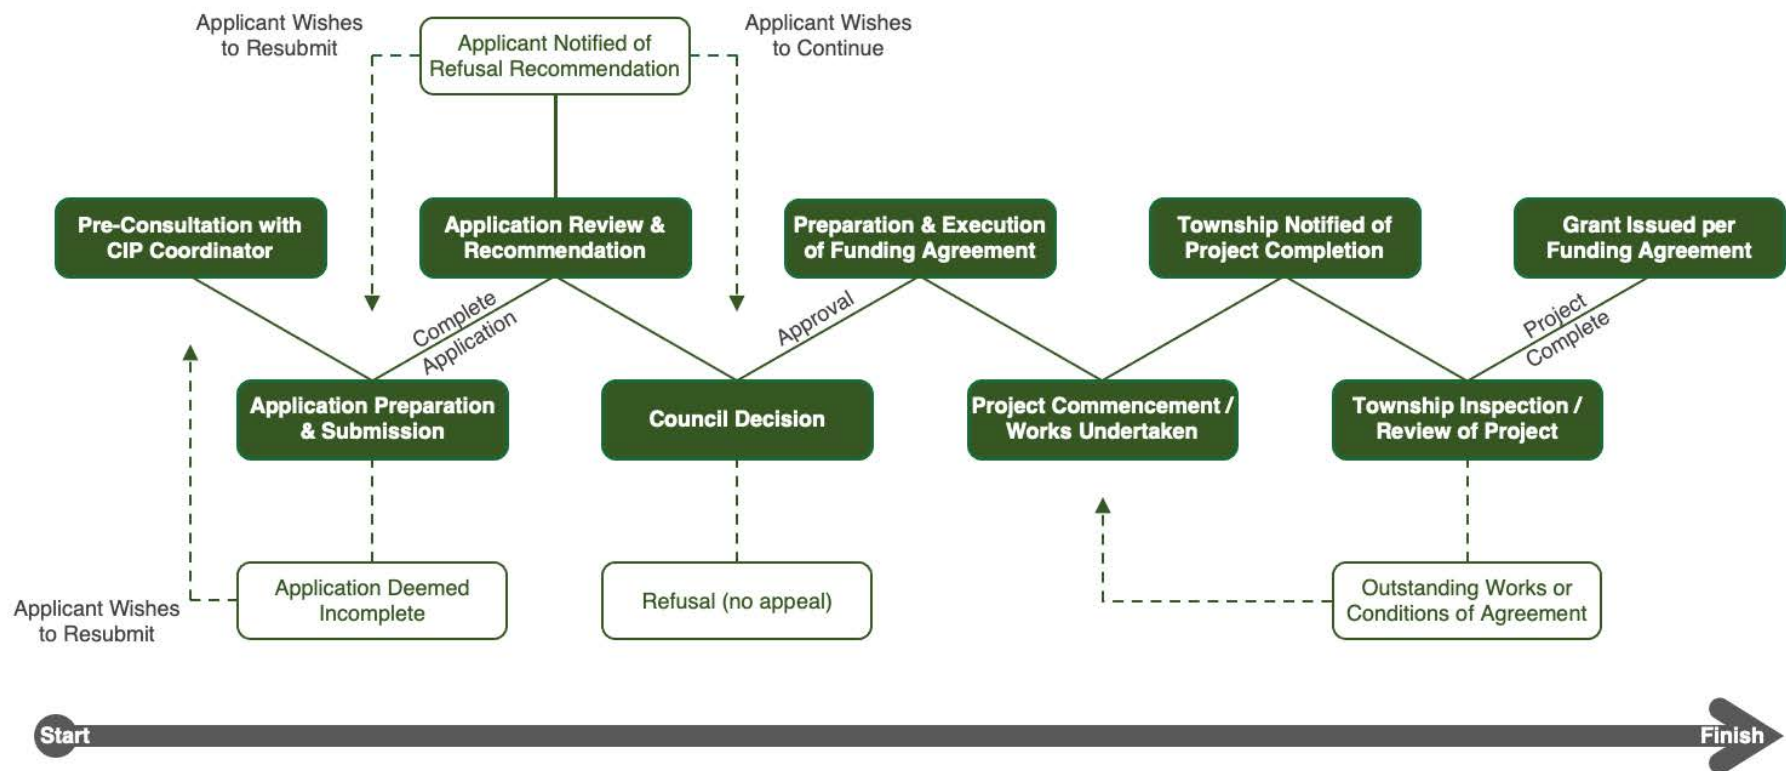 Applicant Wishes
to Resubmit
Applicant Notified of
Refusal Recommendation
Applicant Wishes
to Continue
Pre-Consultation with
CIP Coordinator
Application Review &
Recommendation
Preparation & Execution
of Funding Agreement
Township Notified of
Project Completion
Grant Issued per
Funding Agreement
Complete
Application
Approval
Project
Complete
Application Preparation
& Submission
Council Decision
Project Commencement /
Works Undertaken
Township Inspection /
Review of Project
Applicant Wishes
to Resubmit
Application Deemed
Incomplete
Refusal (no appeal)
Outstanding Works or
Conditions of Agreement
Start
Finish